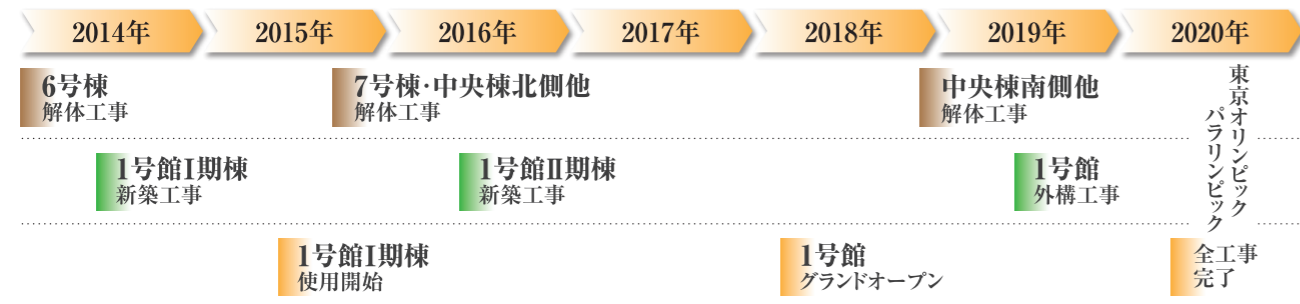 2014年
2015年
2016年
2017年
2018年
2019年
2020年
6号棟
解体工事
7号棟･中央棟北側他
解体工事
中央棟南側他
解体工事
東京オリンピック
パラリンピック
1号館Ⅰ期棟
新築工事
1号館Ⅱ期棟
新築工事
1号館
外構工事
1号館Ⅰ期棟
使用開始
1号館
グランドオープン
全工事
完了